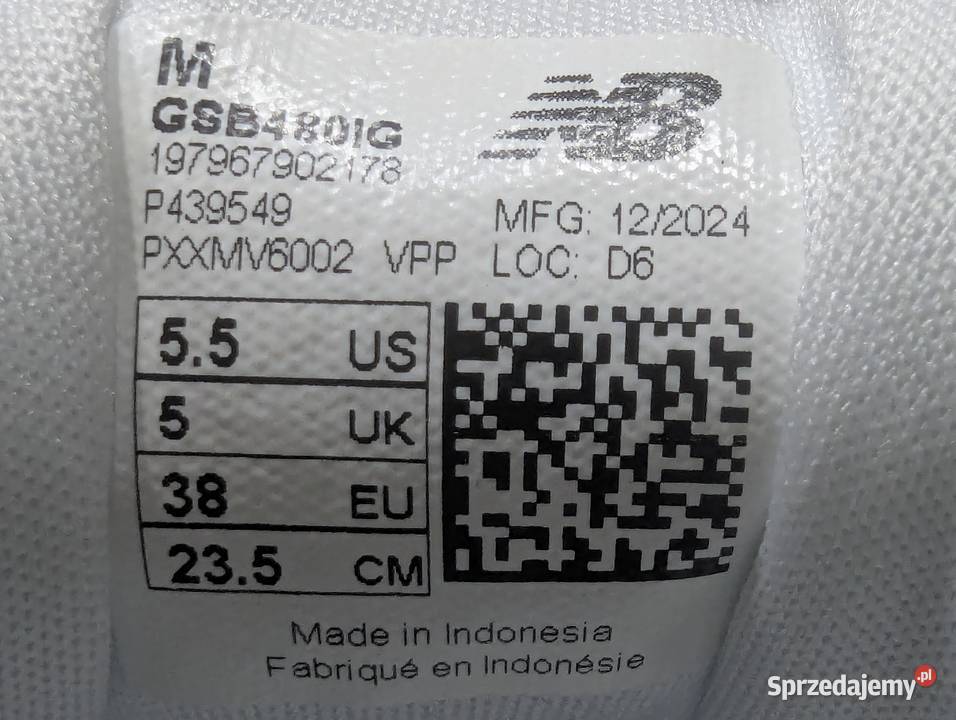 M
GSB480IG
197967902178
P439549
PXXMV6002 VPP
NB
MFG: 12/2024
LOC: D6
5.5 US
5 UK
38 EU
23.5 CM
Made in Indonesia
Fabriqué en Indonésie
Sprzedajemy.pl